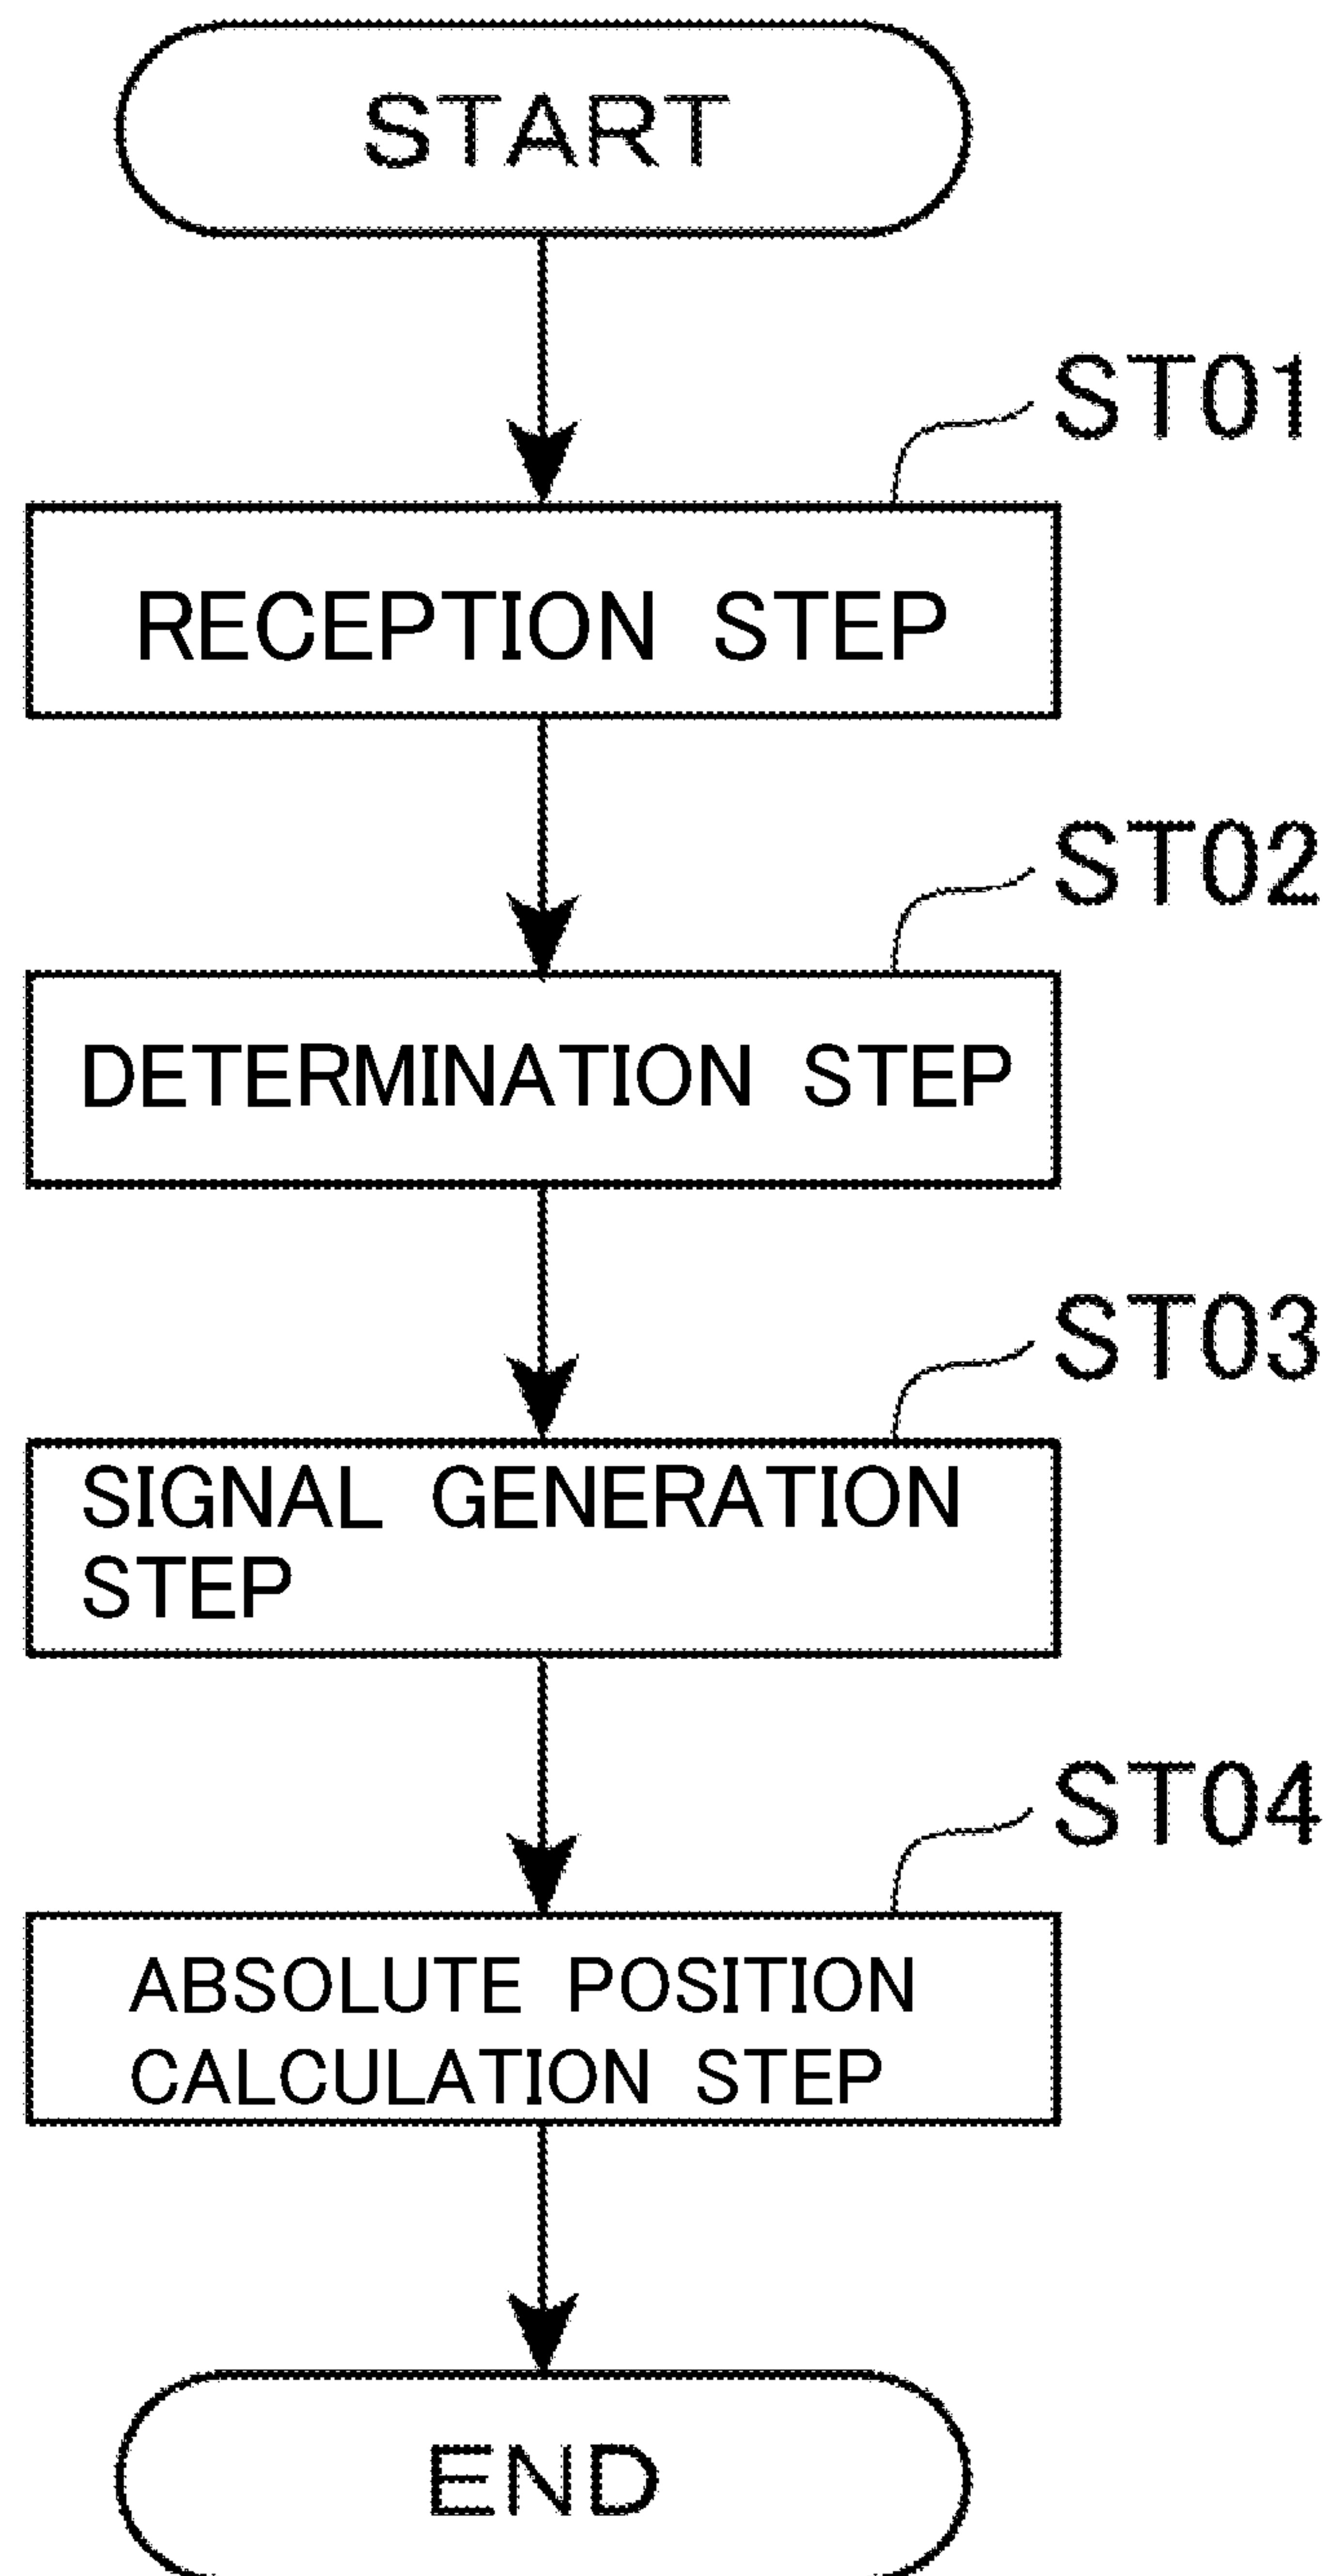 START
ST01
RECEPTION STEP
ST02
DETERMINATION STEP
ST03
SIGNAL GENERATION
STEP
ST04
ABSOLUTE POSITION
CALCULATION STEP
END